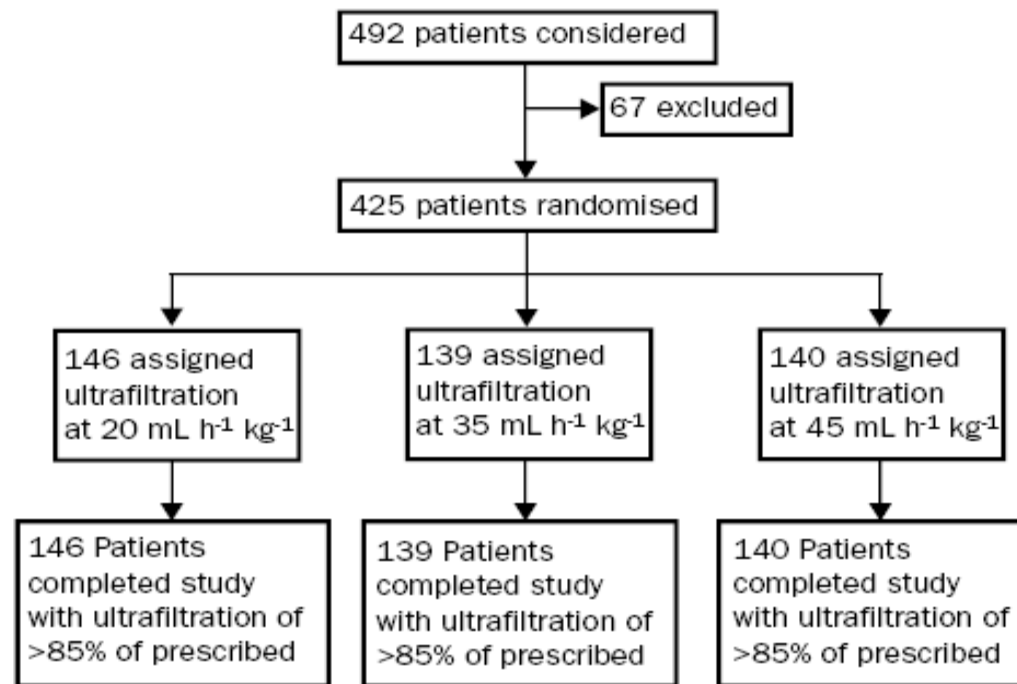 492 patients considered
67 excluded
425 patients randomised
146 assigned
ultrafiltration
at 20 mL h⁻¹ kg⁻¹
139 assigned
ultrafiltration
at 35 mL h⁻¹ kg⁻¹
140 assigned
ultrafiltration
at 45 mL h⁻¹ kg⁻¹
146 Patients
completed study
with ultrafiltration of
>85% of prescribed
139 Patients
completed study
with ultrafiltration of
>85% of prescribed
140 Patients
completed study
with ultrafiltration of
>85% of prescribed